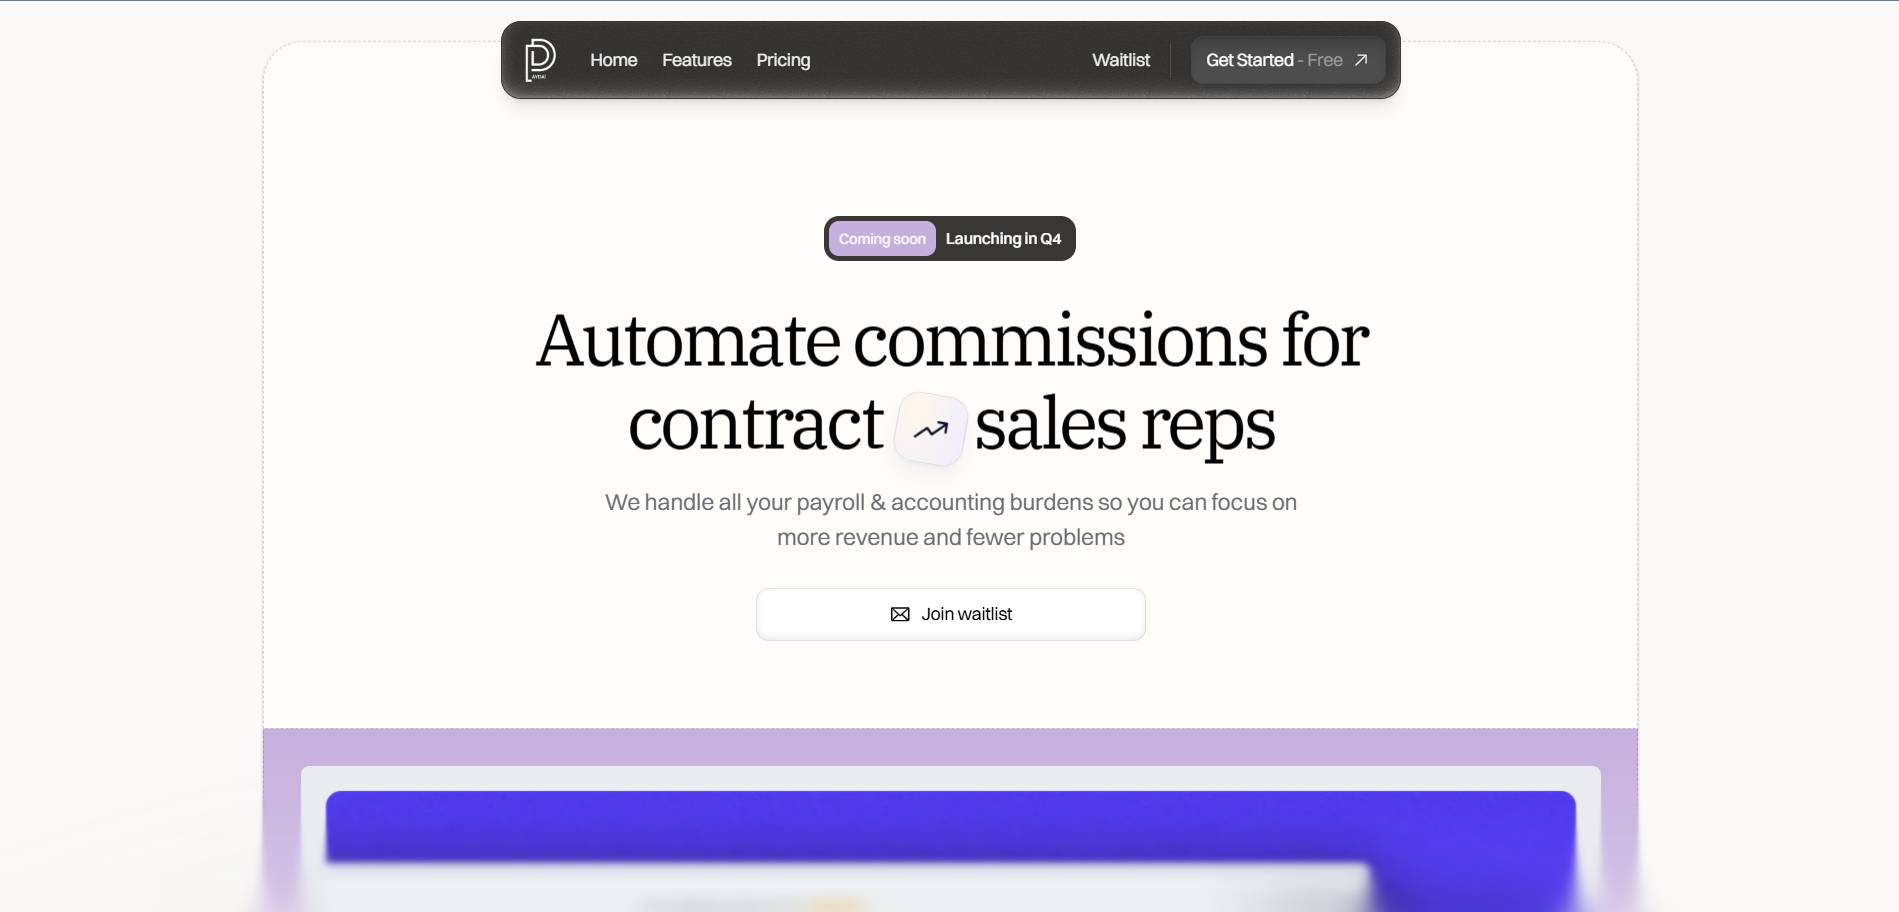 AYDAI
Home
Features
Pricing
Waitlist
Get Started - Free
Coming soon
Launching in Q4
Automate commissions for
contract sales reps
We handle all your payroll & accounting burdens so you can focus on
more revenue and fewer problems
Join waitlist